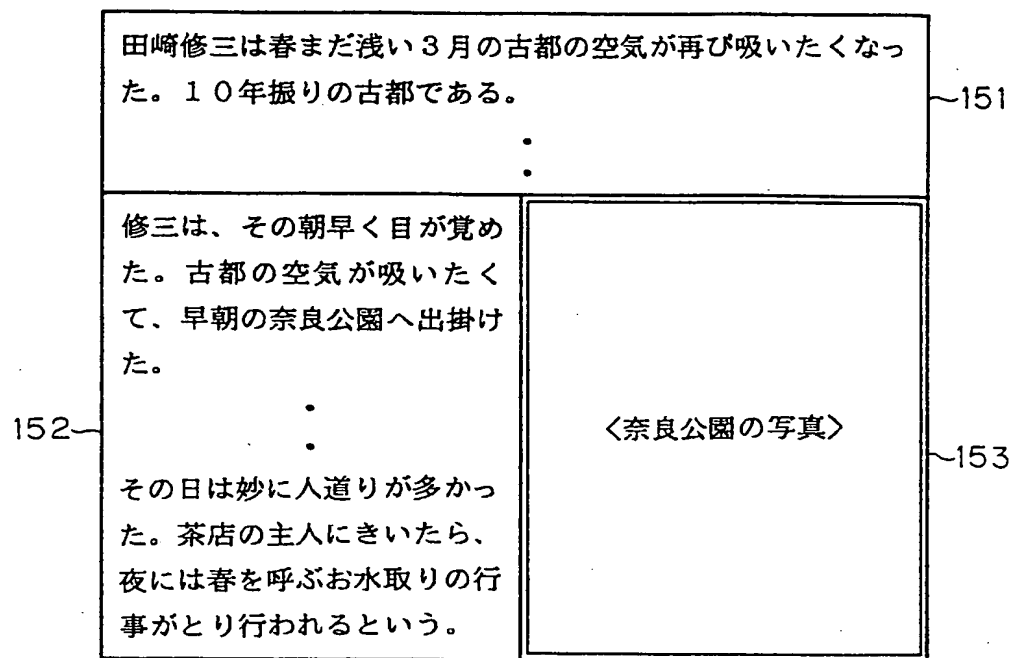 田崎修三は春まだ浅い3月の古都の空気が再び吸いたくなっ
た。10年振りの古都である。
・
・
151
修三は、その朝早く目が覚め
た。古都の空気が吸いたく
て、早朝の奈良公園へ出掛け
た。
・
・
その日は妙に人道りが多かっ
た。茶店の主人にきいたら、
夜には春を呼ぶお水取りの行
事がとり行われるという。
152
<奈良公園の写真>
153